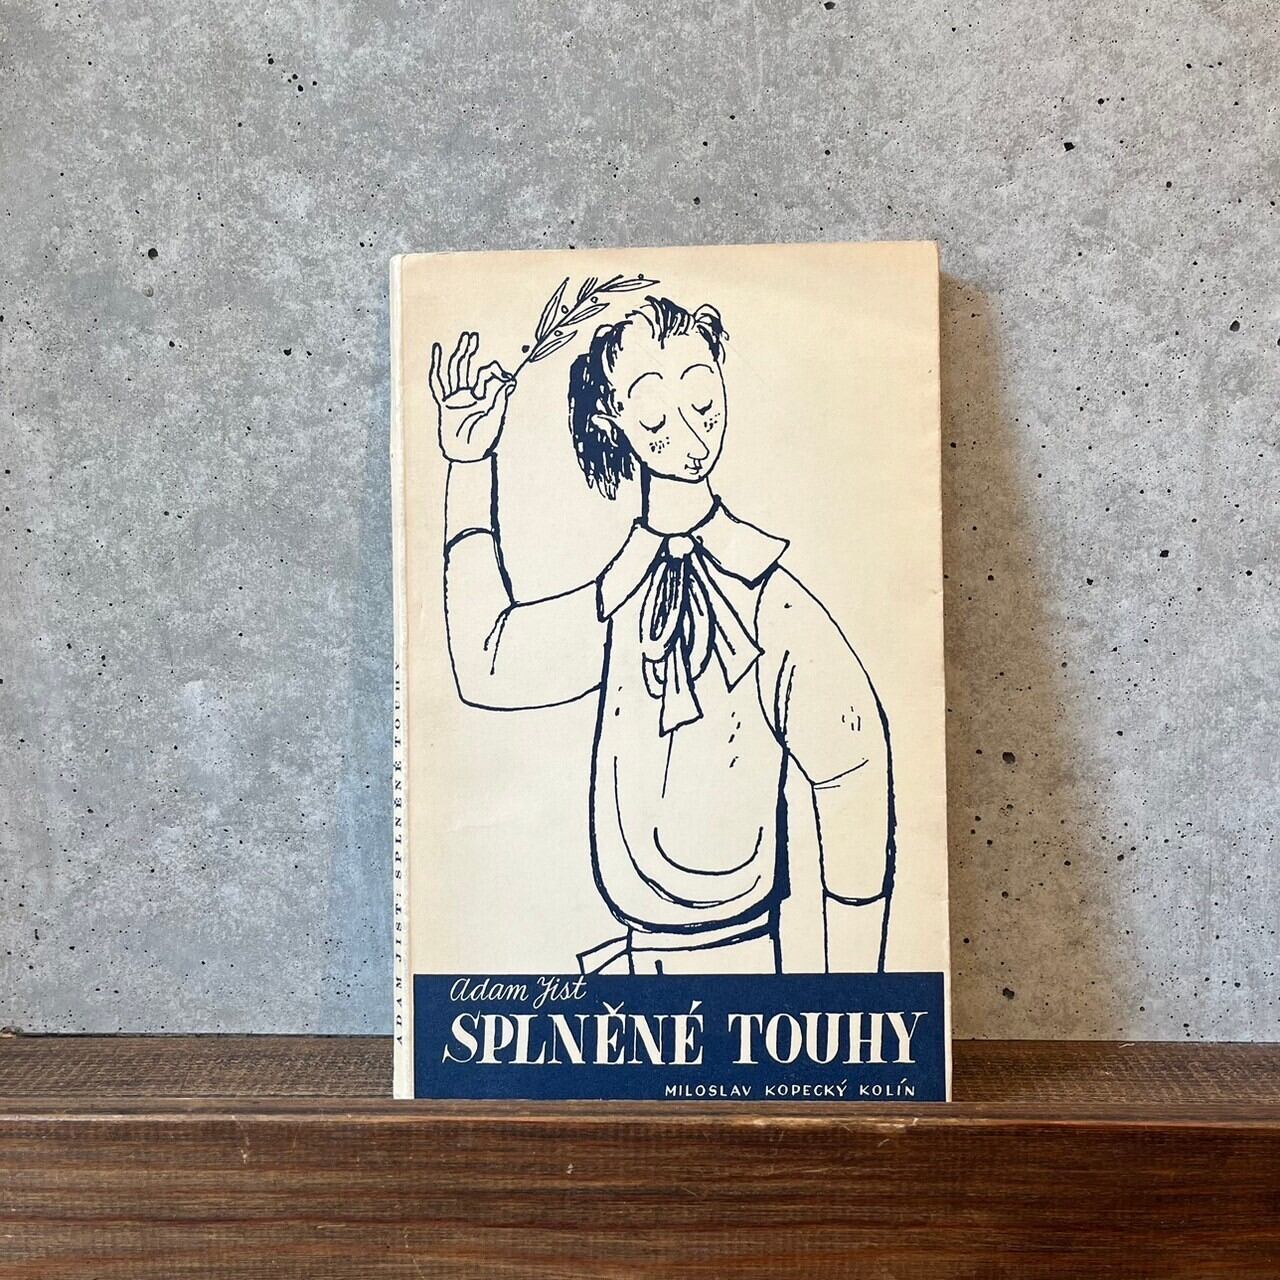 ADAM JIST: SPLNĚNÉ TOUHY
Adam Jist
SPLNĚNÉ TOUHY
MILOSLAV KOPECKÝ KOLÍN